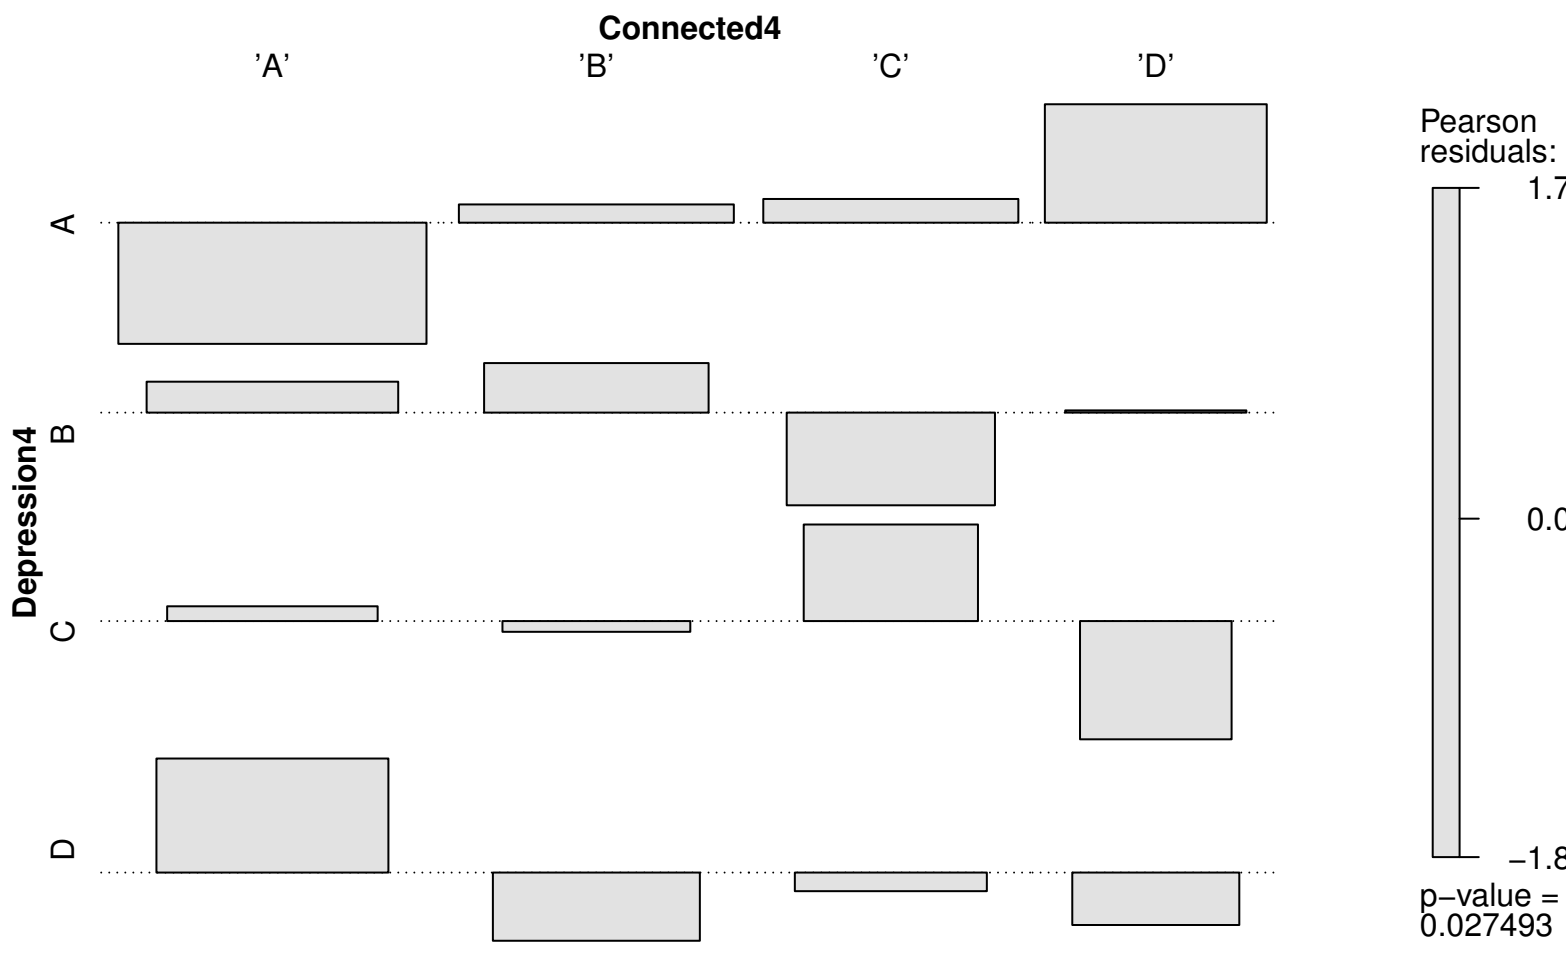 Connected4
’A’ ’B’ ’C’ ’D’
Depression4
A
B
C
D
Pearson
residuals:
1.7
0.0
−1.8
p−value =
0.027493